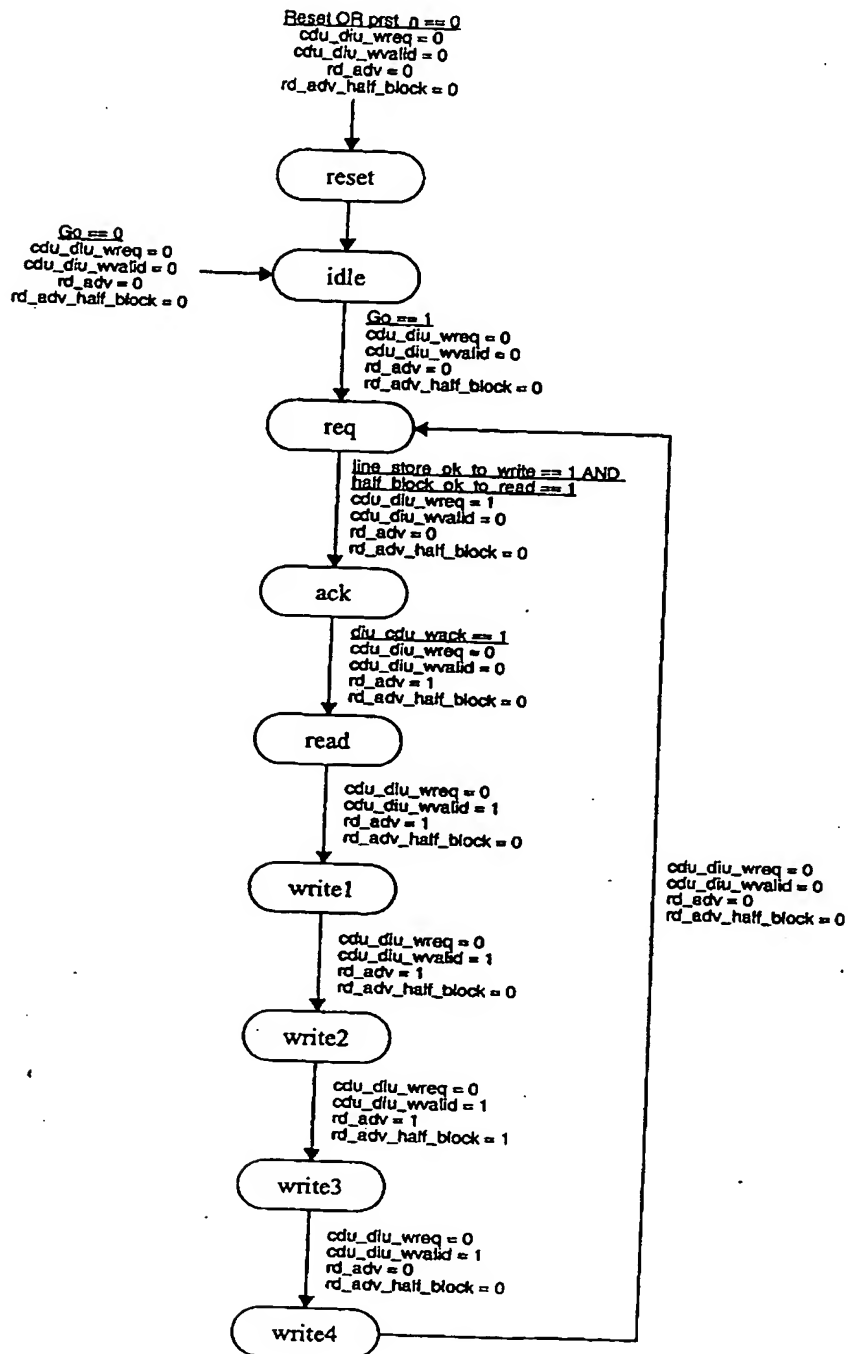 Reset OR prst_n == 0
cdu_diu_wreq = 0
cdu_diu_wvalid = 0
rd_adv = 0
rd_adv_half_block = 0
reset
Go == 0
cdu_diu_wreq = 0
cdu_diu_wvalid = 0
rd_adv = 0
rd_adv_half_block = 0
idle
Go == 1
cdu_diu_wreq = 0
cdu_diu_wvalid = 0
rd_adv = 0
rd_adv_half_block = 0
req
line_store_ok_to_write == 1 AND
half_block_ok_to_read == 1
cdu_diu_wreq = 1
cdu_diu_wvalid = 0
rd_adv = 0
rd_adv_half_block = 0
ack
diu_cdu_wack == 1
cdu_diu_wreq = 0
cdu_diu_wvalid = 0
rd_adv = 1
rd_adv_half_block = 0
read
cdu_diu_wreq = 0
cdu_diu_wvalid = 1
rd_adv = 1
rd_adv_half_block = 0
write1
cdu_diu_wreq = 0
cdu_diu_wvalid = 1
rd_adv = 1
rd_adv_half_block = 0
write2
cdu_diu_wreq = 0
cdu_diu_wvalid = 1
rd_adv = 1
rd_adv_half_block = 1
write3
cdu_diu_wreq = 0
cdu_diu_wvalid = 1
rd_adv = 0
rd_adv_half_block = 0
write4
cdu_diu_wreq = 0
cdu_diu_wvalid = 0
rd_adv = 0
rd_adv_half_block = 0